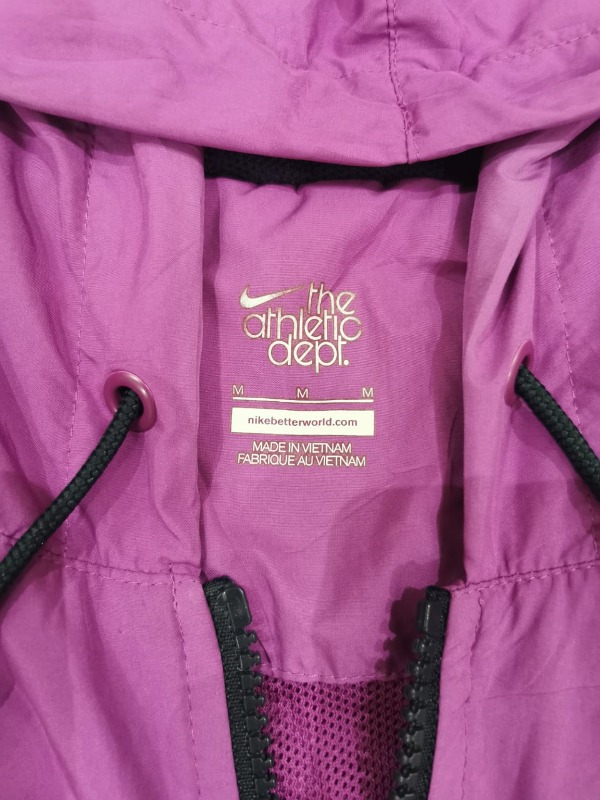 the
athletic
dept.
M M M
nikebetterworld.com
MADE IN VIETNAM
FABRIQUE AU VIETNAM